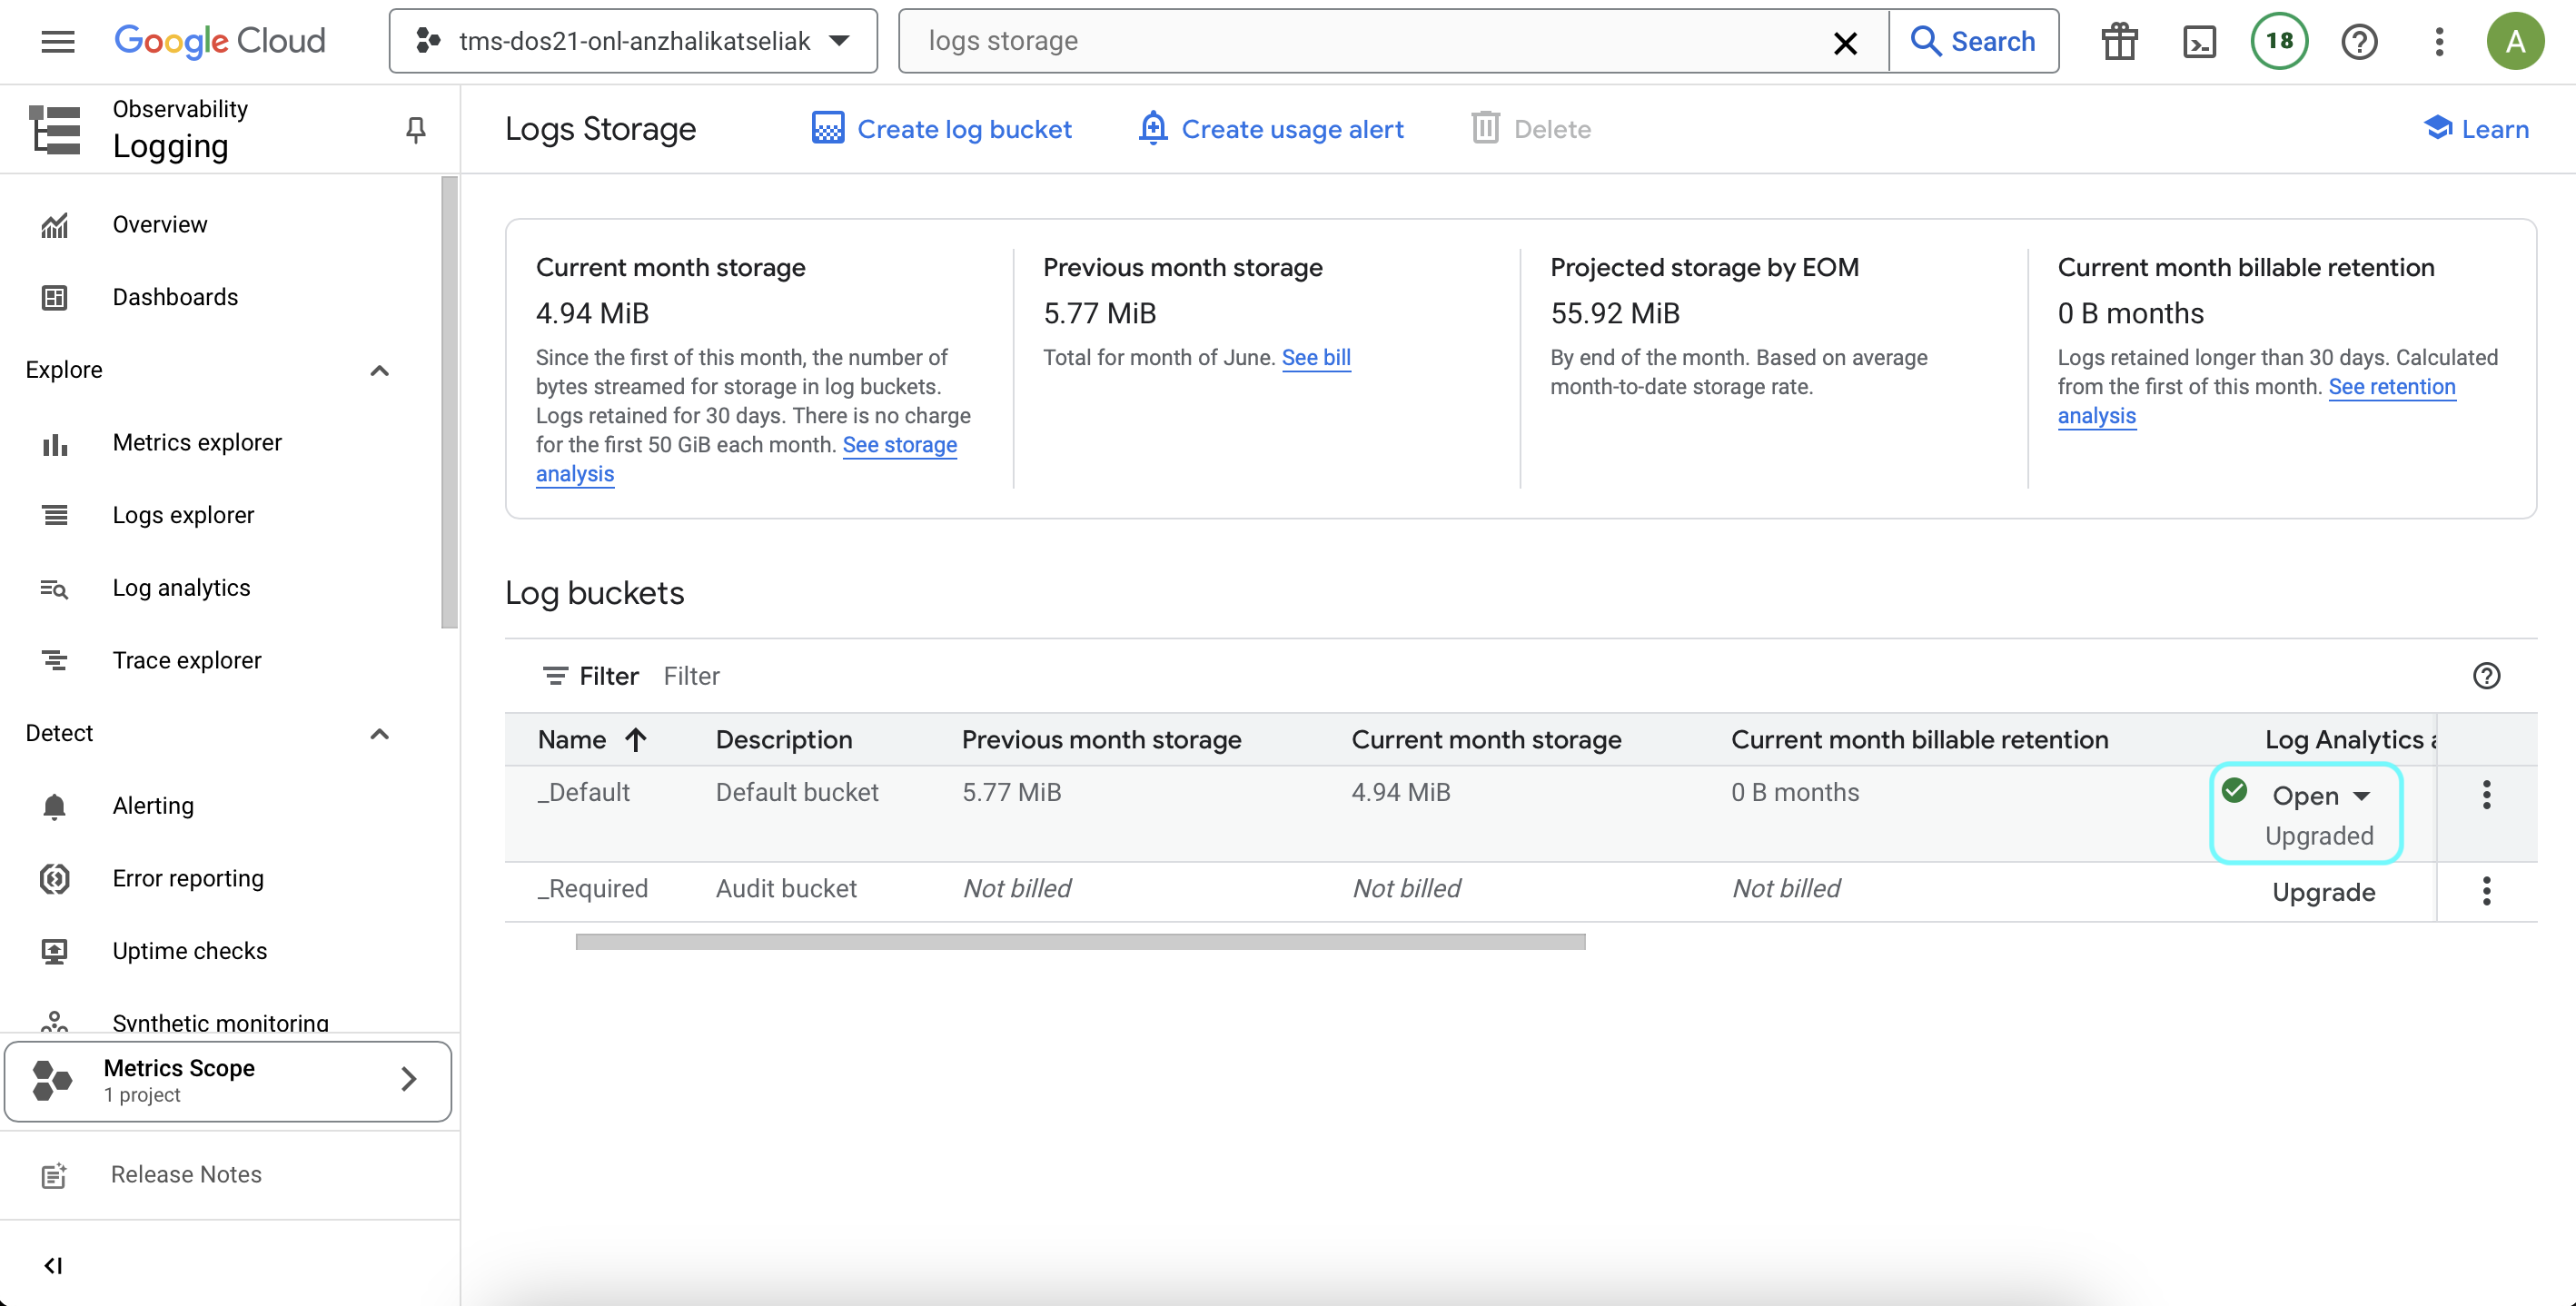 Google Cloud
tms-dos21-onl-anzhalikatseliak
logs storage
Search
18
A
Observability
Logging
Logs Storage
Create log bucket
Create usage alert
Delete
Learn
Overview
Dashboards
Explore
Metrics explorer
Logs explorer
Log analytics
Trace explorer
Detect
Alerting
Error reporting
Uptime checks
Synthetic monitoring
Metrics Scope
1 project
Release Notes
Current month storage
4.94 MiB
Since the first of this month, the number of
bytes streamed for storage in log buckets.
Logs retained for 30 days. There is no charge
for the first 50 GiB each month. See storage
analysis
Previous month storage
5.77 MiB
Total for month of June. See bill
Projected storage by EOM
55.92 MiB
By end of the month. Based on average
month-to-date storage rate.
Current month billable retention
0 B months
Logs retained longer than 30 days. Calculated
from the first of this month. See retention
analysis
Log buckets
Filter Filter
Name Description Previous month storage Current month storage Current month billable retention Log Analytics
_Default Default bucket 5.77 MiB 4.94 MiB 0 B months Open
Upgraded
_Required Audit bucket Not billed Not billed Not billed Upgrade